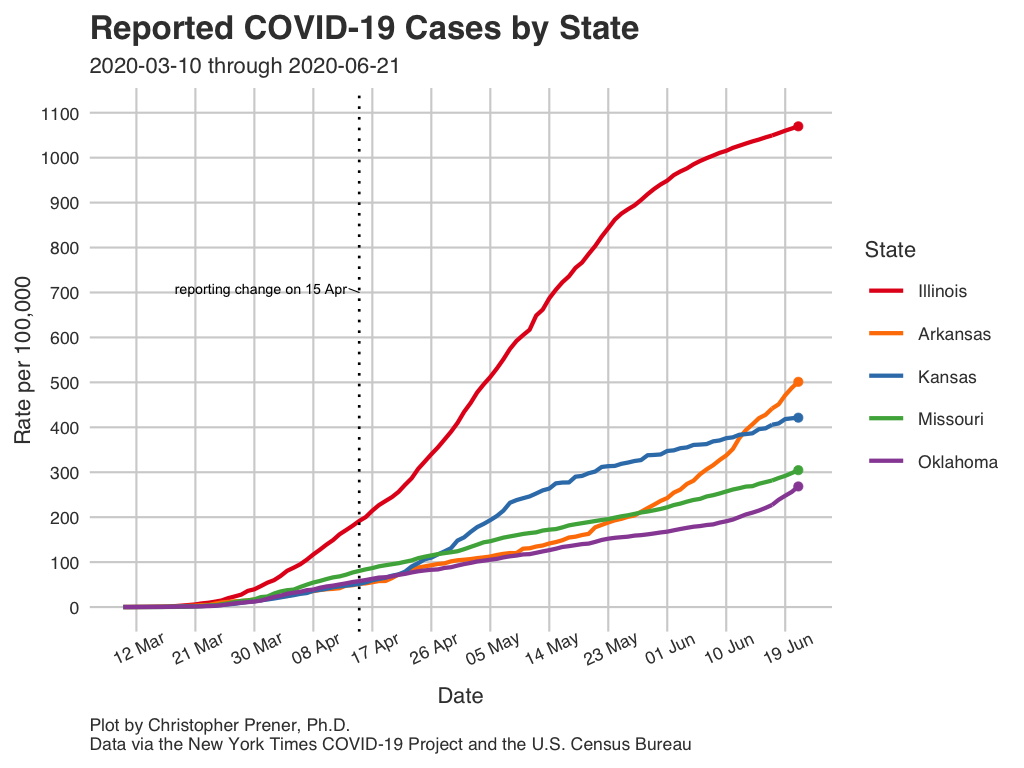 Reported COVID-19 Cases by State
2020-03-10 through 2020-06-21
Rate per 100,000
1100
1000
900
800
700
600
500
400
300
200
100
0
reporting change on 15 Apr
12 Mar
21 Mar
30 Mar
08 Apr
17 Apr
26 Apr
05 May
14 May
23 May
01 Jun
10 Jun
19 Jun
Date
State
Illinois
Arkansas
Kansas
Missouri
Oklahoma
Plot by Christopher Prener, Ph.D.
Data via the New York Times COVID-19 Project and the U.S. Census Bureau